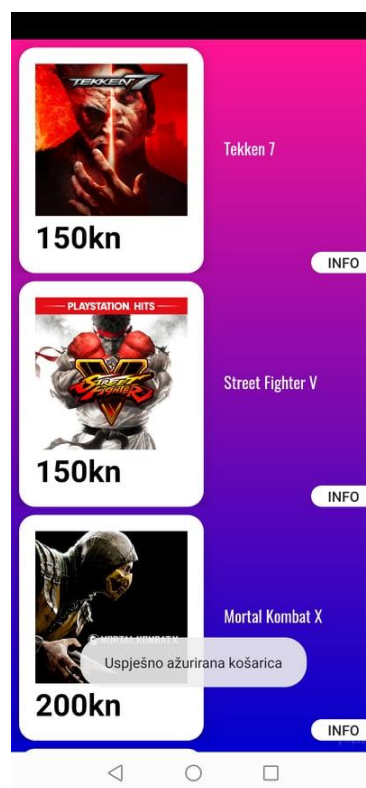 TEKKEN 7
Tekken 7
150kn
INFO
PLAYSTATION HITS
STREET FIGHTER
V
Street Fighter V
150kn
INFO
MORTAL KOMBAT X
Mortal Kombat X
Uspješno ažurirana košarica
200kn
INFO